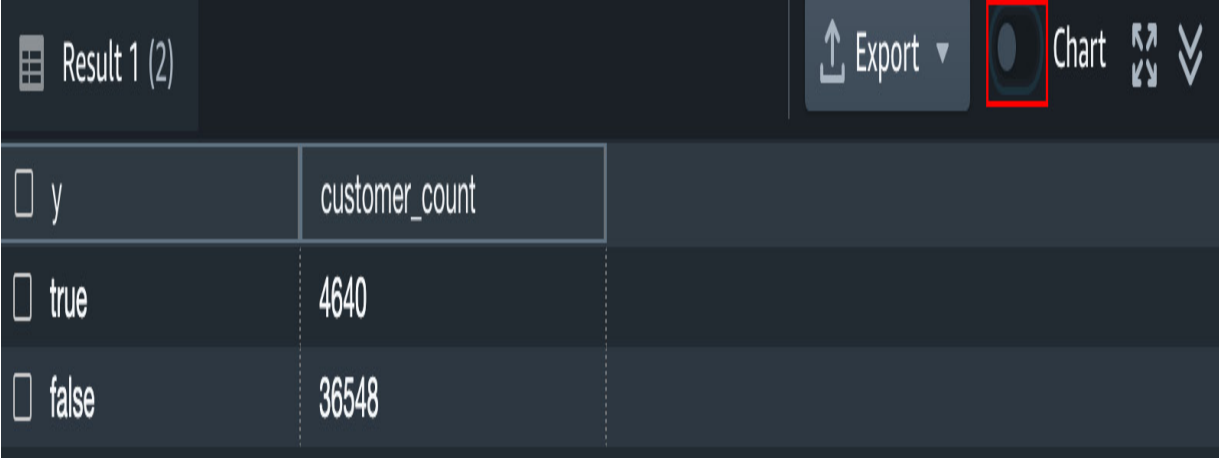 Result 1 (2) Export Chart
y customer_count
true 4640
false 36548